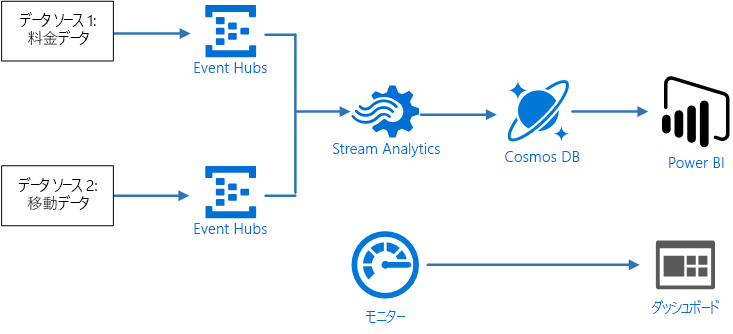 データ ソース 1:
料金データ
Event Hubs
Stream Analytics
Cosmos DB
Power BI
データ ソース 2:
移動データ
Event Hubs
モニター
ダッシュボード